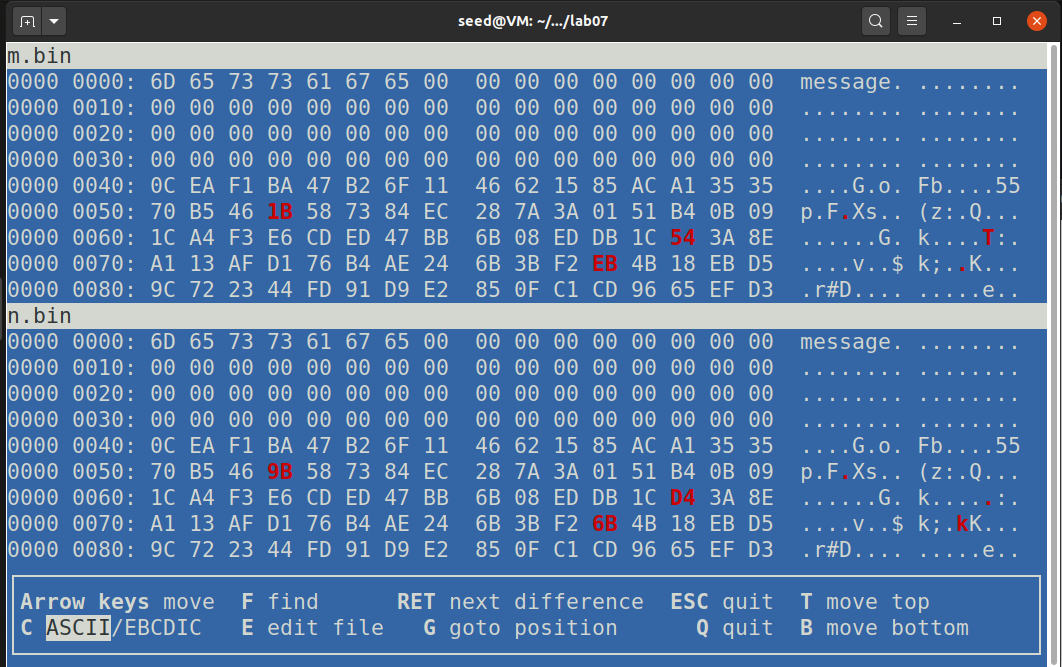 seed@VM: ~/.../lab07
m.bin
0000 0000: 6D 65 73 73 61 67 65 00  00 00 00 00 00 00 00 00  message. ........
0000 0010: 00 00 00 00 00 00 00 00  00 00 00 00 00 00 00 00  ........ ........
0000 0020: 00 00 00 00 00 00 00 00  00 00 00 00 00 00 00 00  ........ ........
0000 0030: 00 00 00 00 00 00 00 00  00 00 00 00 00 00 00 00  ........ ........
0000 0040: 0C EA F1 BA 47 B2 6F 11  46 62 15 85 AC A1 35 35  ....G.o. Fb....55
0000 0050: 70 B5 46 1B 58 73 84 EC  28 7A 3A 01 51 B4 0B 09  p.F.Xs.. (z:.Q...
0000 0060: 1C A4 F3 E6 CD ED 47 BB  6B 08 ED DB 1C 54 3A 8E  ......G. k....T:.
0000 0070: A1 13 AF D1 76 B4 AE 24  6B 3B F2 EB 4B 18 EB D5  ....v..$ k;..K...
0000 0080: 9C 72 23 44 FD 91 D9 E2  85 0F C1 CD 96 65 EF D3  .r#D.... .....e..
n.bin
0000 0000: 6D 65 73 73 61 67 65 00  00 00 00 00 00 00 00 00  message. ........
0000 0010: 00 00 00 00 00 00 00 00  00 00 00 00 00 00 00 00  ........ ........
0000 0020: 00 00 00 00 00 00 00 00  00 00 00 00 00 00 00 00  ........ ........
0000 0030: 00 00 00 00 00 00 00 00  00 00 00 00 00 00 00 00  ........ ........
0000 0040: 0C EA F1 BA 47 B2 6F 11  46 62 15 85 AC A1 35 35  ....G.o. Fb....55
0000 0050: 70 B5 46 9B 58 73 84 EC  28 7A 3A 01 51 B4 0B 09  p.F.Xs.. (z:.Q...
0000 0060: 1C A4 F3 E6 CD ED 47 BB  6B 08 ED DB 1C D4 3A 8E  ......G. k.....:.
0000 0070: A1 13 AF D1 76 B4 AE 24  6B 3B F2 6B 4B 18 EB D5  ....v..$ k;.kK...
0000 0080: 9C 72 23 44 FD 91 D9 E2  85 0F C1 CD 96 65 EF D3  .r#D.... .....e..
Arrow keys move  F find      RET next difference  ESC quit  T move top
C ASCII/EBCDIC   E edit file   G goto position      Q quit  B move bottom